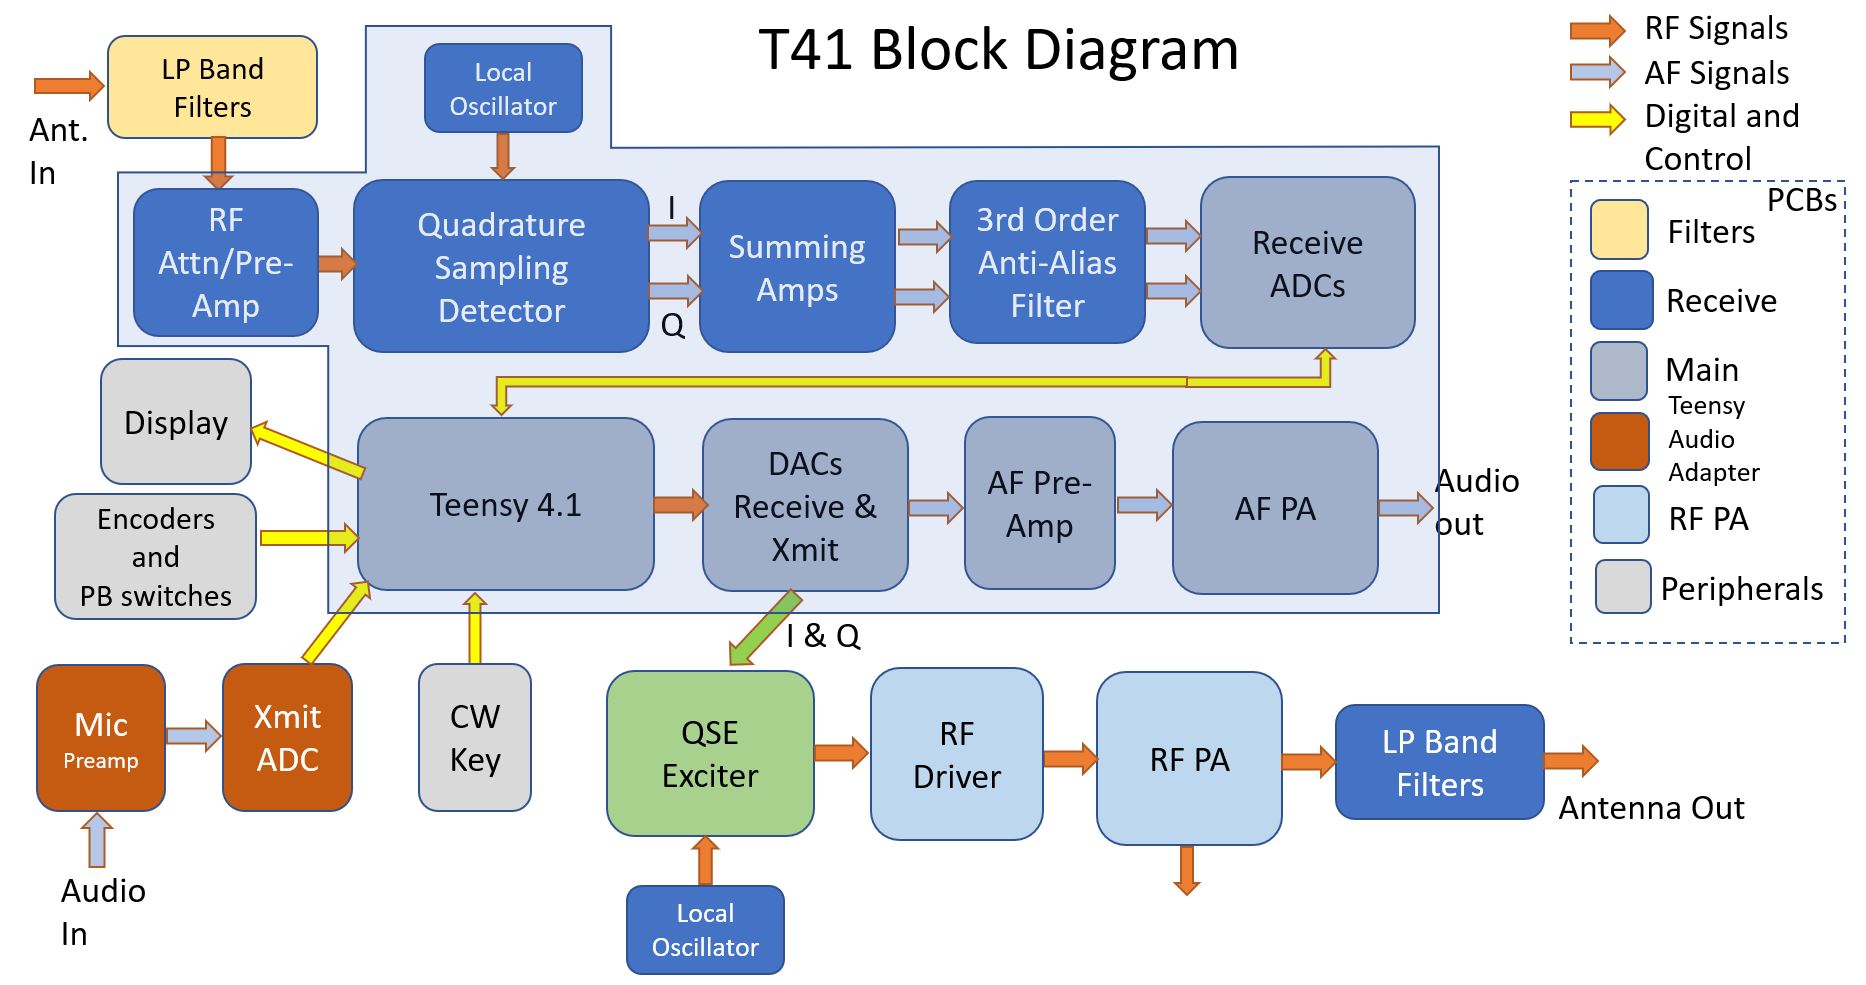 T41 Block Diagram
RF Signals
AF Signals
Digital and
Control
PCBs
Filters
Receive
Main
Teensy
Audio
Adapter
RF PA
Peripherals
Ant.
In
LP Band
Filters
Local
Oscillator
RF
Attn/Pre-
Amp
Quadrature
Sampling
Detector
I
Q
Summing
Amps
3rd Order
Anti-Alias
Filter
Receive
ADCs
Display
Encoders
and
PB switches
Teensy 4.1
DACs
Receive &
Xmit
AF Pre-
Amp
AF PA
Audio
out
I & Q
Mic
Preamp
Xmit
ADC
CW
Key
QSE
Exciter
RF
Driver
RF PA
LP Band
Filters
Antenna Out
Audio
In
Local
Oscillator